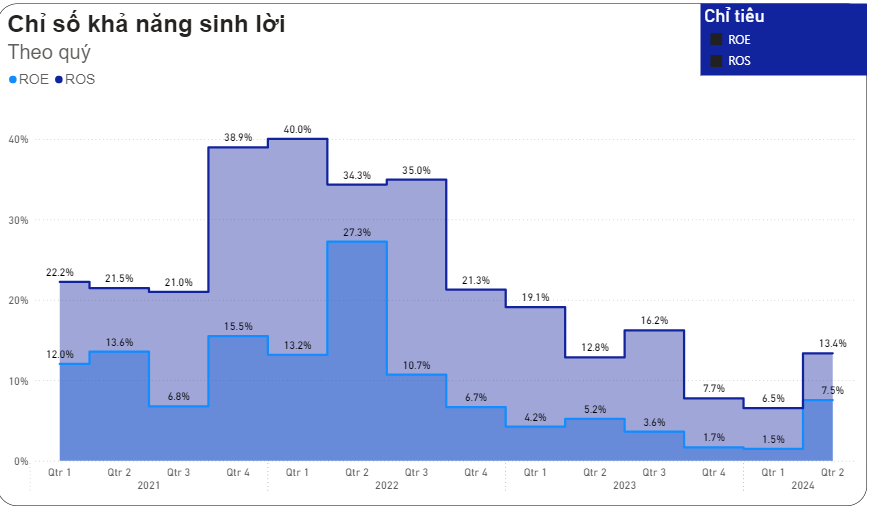 Chỉ số khả năng sinh lời
Theo quý
ROE ROS
Chỉ tiêu
ROE
ROS
40%
30%
20%
10%
0%
22.2% 21.5% 21.0% 38.9% 40.0% 34.3% 35.0% 21.3% 19.1% 12.8% 16.2% 7.7% 6.5% 13.4%
12.0% 13.6% 6.8% 15.5% 13.2% 27.3% 10.7% 6.7% 4.2% 5.2% 3.6% 1.7% 1.5% 7.5%
Qtr 1 Qtr 2 Qtr 3 Qtr 4 Qtr 1 Qtr 2 Qtr 3 Qtr 4 Qtr 1 Qtr 2 Qtr 3 Qtr 4 Qtr 1 Qtr 2
2021 2022 2023 2024